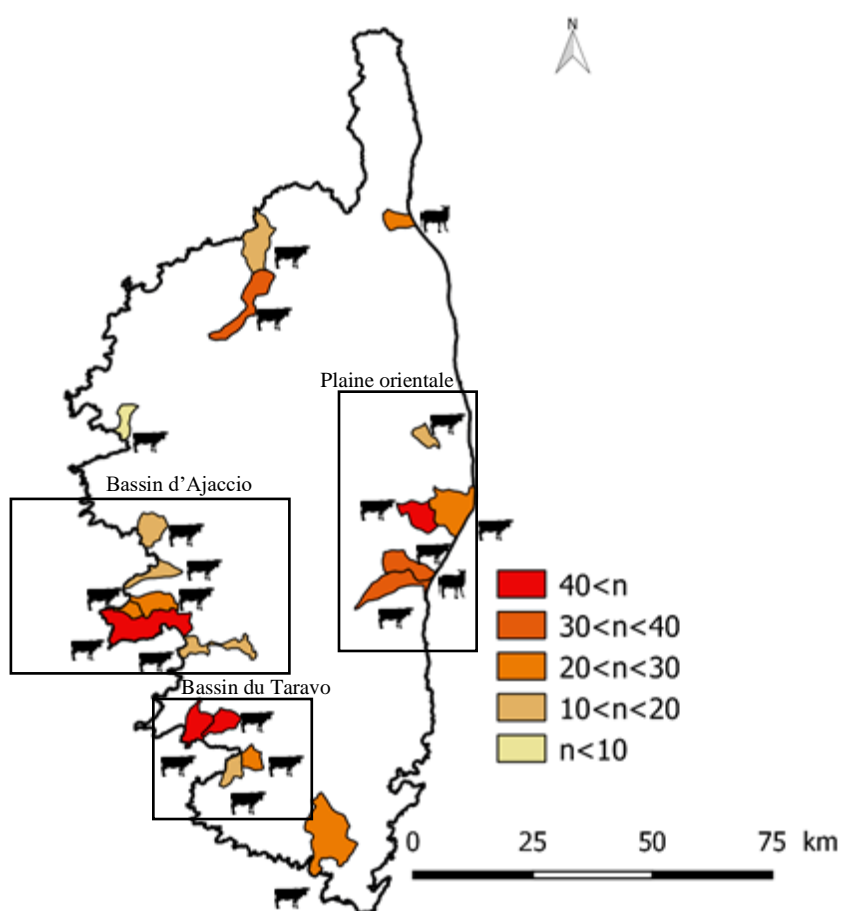 N
Plaine orientale
Bassin d’Ajaccio
40<n
30<n<40
20<n<30
Bassin du Taravo
10<n<20
n<10
0 25 50 75 km